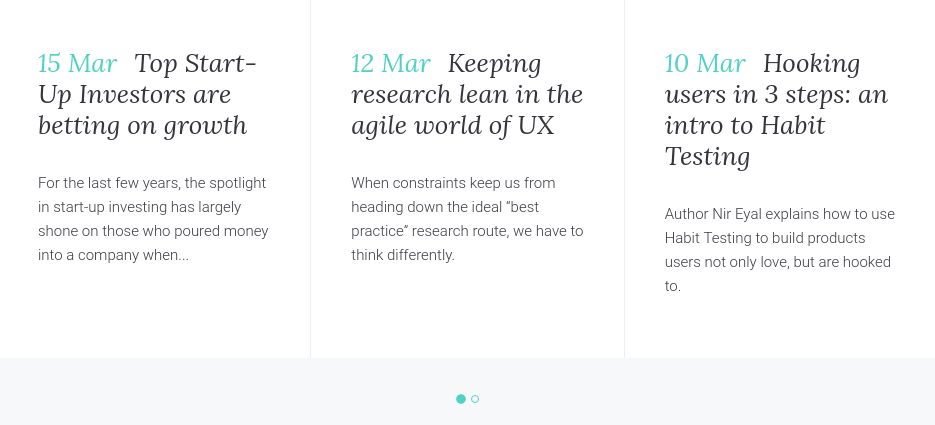 15 Mar Top Start-
Up Investors are
betting on growth
For the last few years, the spotlight
in start-up investing has largely
shone on those who poured money
into a company when...
12 Mar Keeping
research lean in the
agile world of UX
When constraints keep us from
heading down the ideal “best
practice” research route, we have to
think differently.
10 Mar Hooking
users in 3 steps: an
intro to Habit
Testing
Author Nir Eyal explains how to use
Habit Testing to build products
users not only love, but are hooked
to.